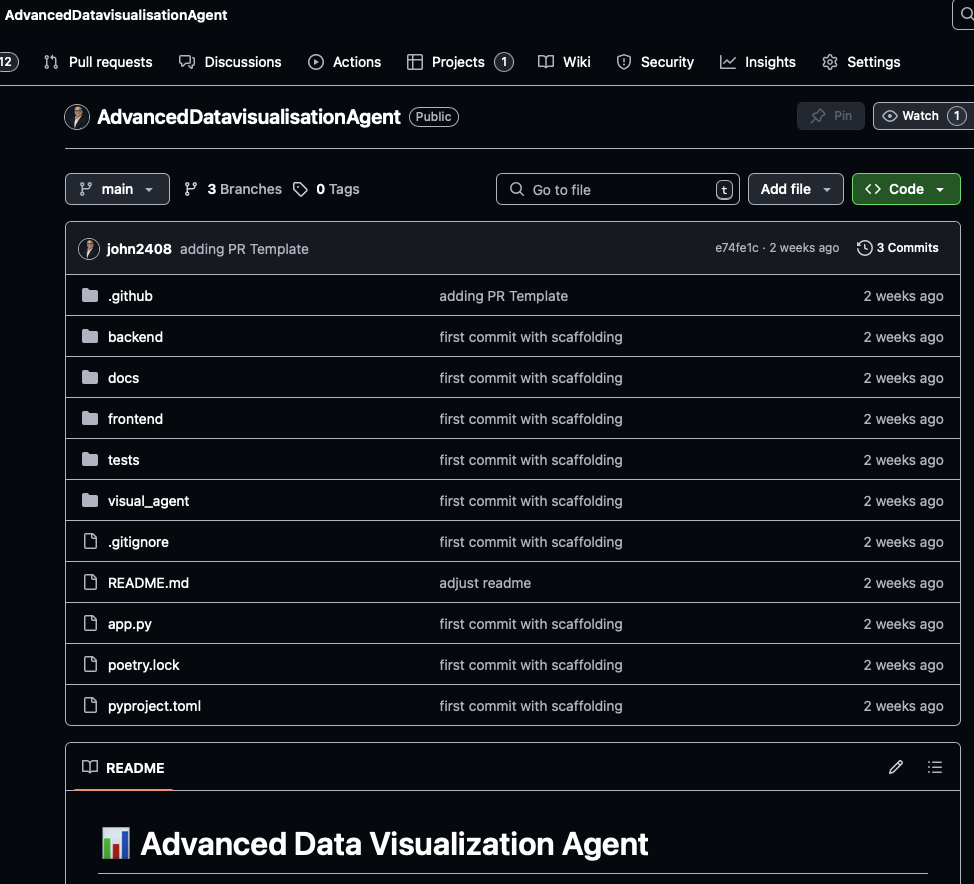 AdvancedDatavisualisationAgent
12 Pull requests Discussions Actions Projects 1 Wiki Security Insights Settings
AdvancedDatavisualisationAgent Public Pin Watch 1
main 3 Branches 0 Tags Go to file t Add file Code
john2408 adding PR Template e74fe1c · 2 weeks ago 3 Commits
.github adding PR Template 2 weeks ago
backend first commit with scaffolding 2 weeks ago
docs first commit with scaffolding 2 weeks ago
frontend first commit with scaffolding 2 weeks ago
tests first commit with scaffolding 2 weeks ago
visual_agent first commit with scaffolding 2 weeks ago
.gitignore first commit with scaffolding 2 weeks ago
README.md adjust readme 2 weeks ago
app.py first commit with scaffolding 2 weeks ago
poetry.lock first commit with scaffolding 2 weeks ago
pyproject.toml first commit with scaffolding 2 weeks ago
README
Advanced Data Visualization Agent